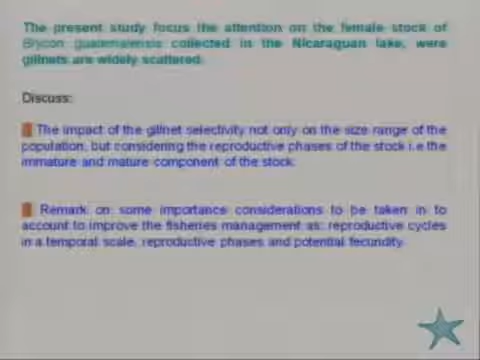 The present study focus the attention on the female stock of
Brycon guatemalensis collected in the Nicaraguan lake, were
gillnets are widely scattered.
Discuss:
The impact of the gillnet selectivity not only on the size range of the
population, but considering the reproductive phases of the stock i.e the
immature and mature component of the stock.
Remark on some importance considerations to be taken in to
account to improve the fisheries management as: reproductive cycles
in a temporal scale, reproductive phases and potential fecundity.